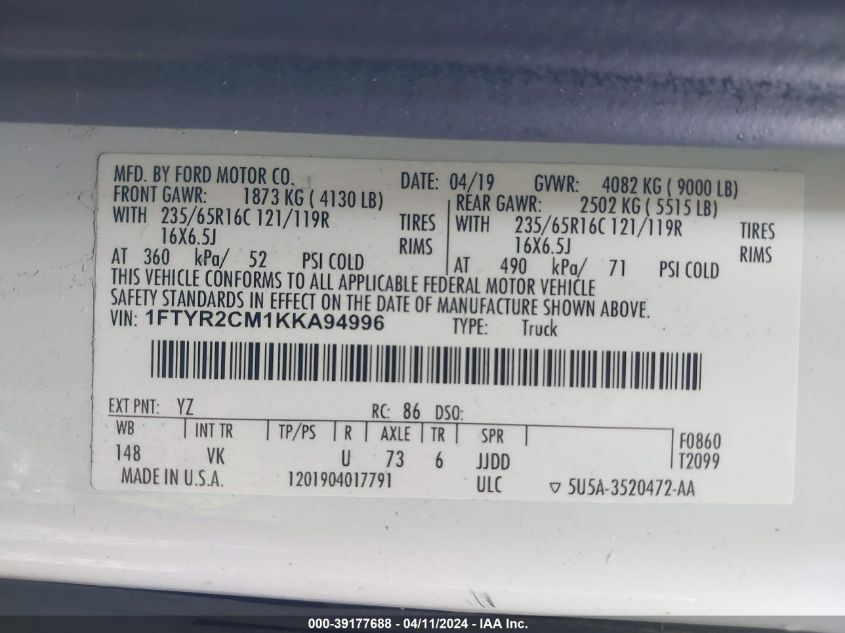 MFD. BY FORD MOTOR CO. DATE: 04/19 GVWR: 4082 KG ( 9000 LB)
FRONT GAWR: 1873 KG ( 4130 LB) REAR GAWR: 2502 KG ( 5515 LB)
WITH 235/65R16C 121/119R TIRES WITH 235/65R16C 121/119R TIRES
16X6.5J RIMS 16X6.5J RIMS
AT 360 kPa/ 52 PSI COLD AT 490 kPa/ 71 PSI COLD
THIS VEHICLE CONFORMS TO ALL APPLICABLE FEDERAL MOTOR VEHICLE
SAFETY STANDARDS IN EFFECT ON THE DATE OF MANUFACTURE SHOWN ABOVE.
VIN: 1FTYR2CM1KKA94996 TYPE: Truck
EXT PNT: YZ RC: 86 DSO:
WB INT TR TP/PS R AXLE TR SPR F0860
148 VK U 73 6 JJDD T2099
MADE IN U.S.A. 1201904017791 ULC ▽ 5U5A-3520472-AA
000-39177688 - 04/11/2024 - IAA Inc.